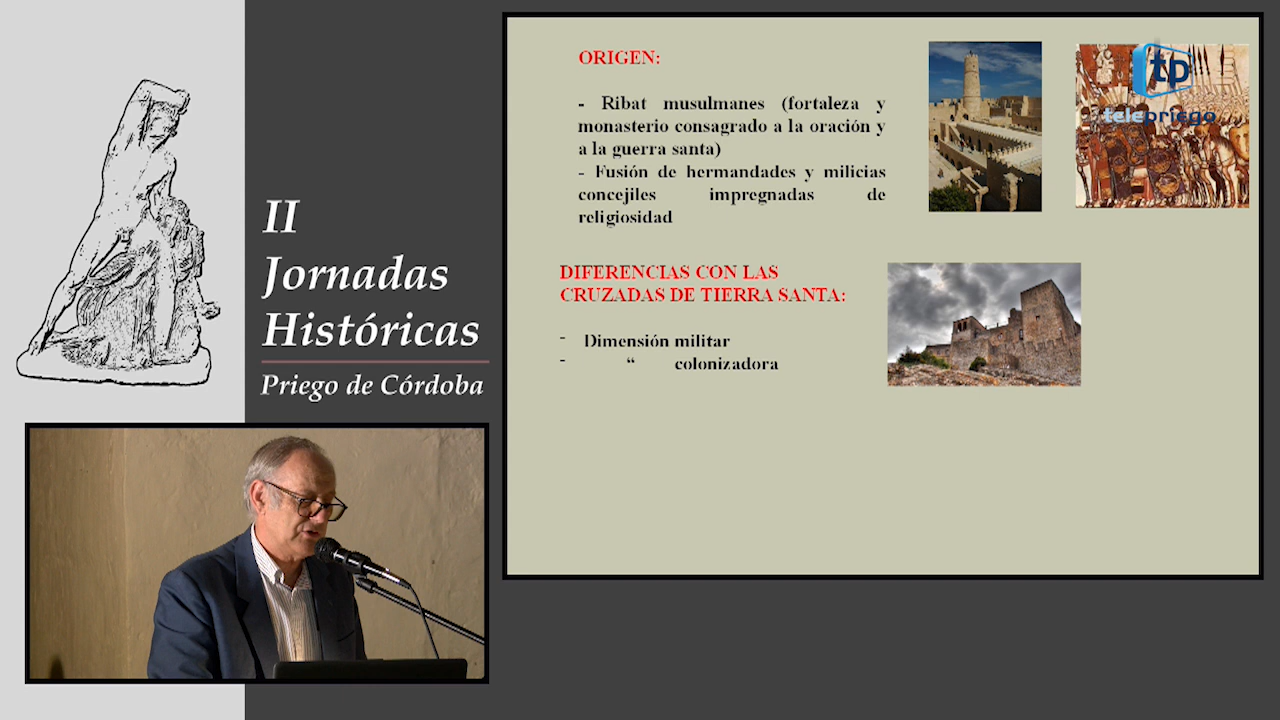 II
Jornadas
Históricas
Priego de Córdoba
ORIGEN:
- Ribat musulmanes (fortaleza y
monasterio consagrado a la oración y
a la guerra santa)
- Fusión de hermandades y milicias
concejiles impregnadas de
religiosidad
DIFERENCIAS CON LAS
CRUZADAS DE TIERRA SANTA:
- Dimensión militar
- “ colonizadora
tp
telepriego